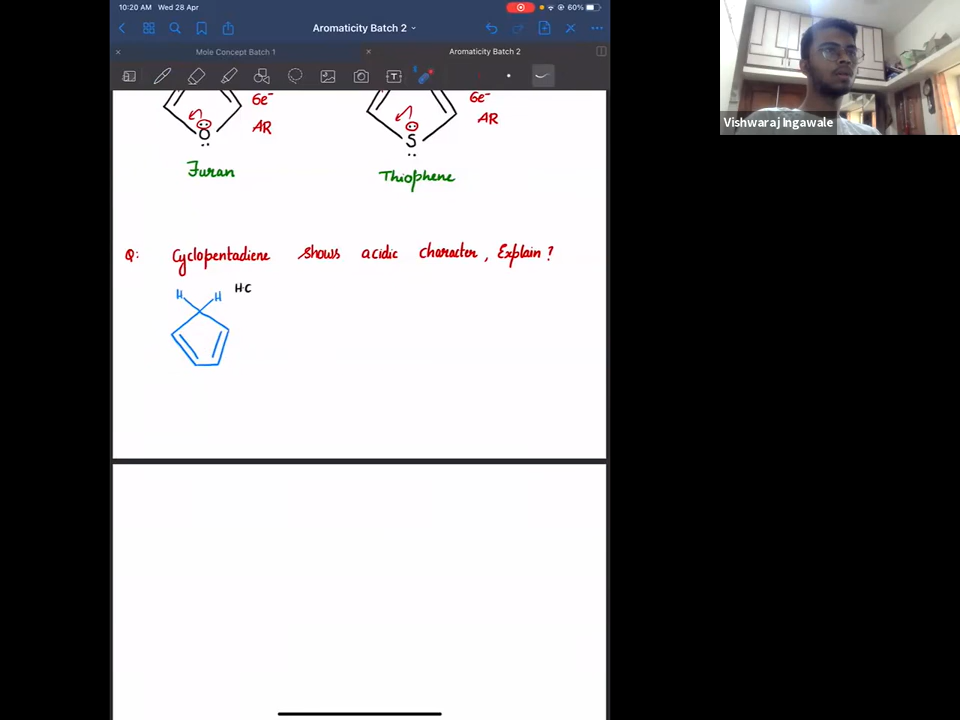 10:20 AM Wed 28 Apr
60%
Aromaticity Batch 2
Mole Concept Batch 1
Aromaticity Batch 2
T
Vishwaraj Ingawale
6e⁻
6e⁻
AR
AR
O
S
Furan
Thiophene
Q: Cyclopentadiene shows acidic character, Explain?
H H H·C